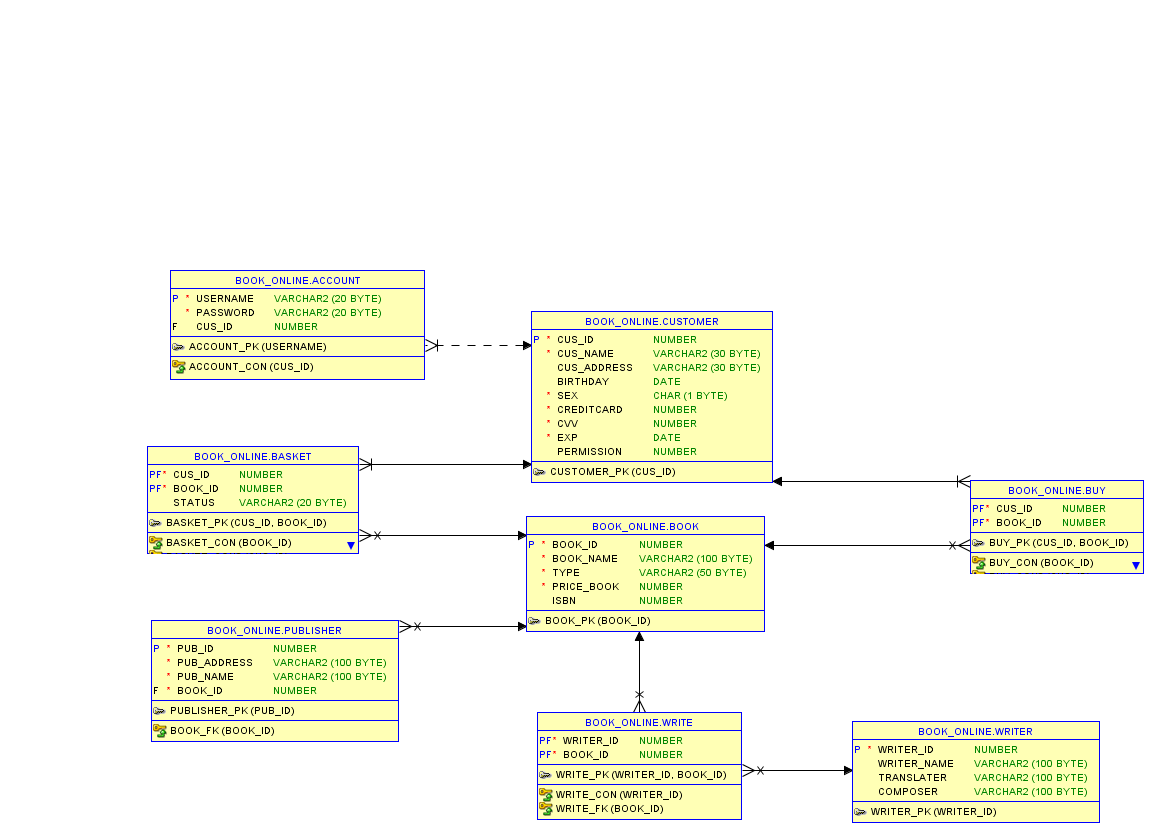 BOOK_ONLINE.ACCOUNT
P * USERNAME VARCHAR2 (20 BYTE)
* PASSWORD VARCHAR2 (20 BYTE)
F CUS_ID NUMBER
ACCOUNT_PK (USERNAME)
ACCOUNT_CON (CUS_ID)
BOOK_ONLINE.CUSTOMER
P * CUS_ID NUMBER
* CUS_NAME VARCHAR2 (30 BYTE)
CUS_ADDRESS VARCHAR2 (30 BYTE)
BIRTHDAY DATE
* SEX CHAR (1 BYTE)
* CREDITCARD NUMBER
* CVV NUMBER
* EXP DATE
PERMISSION NUMBER
CUSTOMER_PK (CUS_ID)
BOOK_ONLINE.BASKET
PF* CUS_ID NUMBER
PF* BOOK_ID NUMBER
STATUS VARCHAR2 (20 BYTE)
BASKET_PK (CUS_ID, BOOK_ID)
BASKET_CON (BOOK_ID)
BOOK_ONLINE.BUY
PF* CUS_ID NUMBER
PF* BOOK_ID NUMBER
BUY_PK (CUS_ID, BOOK_ID)
BUY_CON (BOOK_ID)
BOOK_ONLINE.BOOK
P * BOOK_ID NUMBER
* BOOK_NAME VARCHAR2 (100 BYTE)
* TYPE VARCHAR2 (50 BYTE)
* PRICE_BOOK NUMBER
ISBN NUMBER
BOOK_PK (BOOK_ID)
BOOK_ONLINE.PUBLISHER
P * PUB_ID NUMBER
* PUB_ADDRESS VARCHAR2 (100 BYTE)
* PUB_NAME VARCHAR2 (100 BYTE)
F * BOOK_ID NUMBER
PUBLISHER_PK (PUB_ID)
BOOK_FK (BOOK_ID)
BOOK_ONLINE.WRITE
PF* WRITER_ID NUMBER
PF* BOOK_ID NUMBER
WRITE_PK (WRITER_ID, BOOK_ID)
WRITE_CON (WRITER_ID)
WRITE_FK (BOOK_ID)
BOOK_ONLINE.WRITER
P * WRITER_ID NUMBER
WRITER_NAME VARCHAR2 (100 BYTE)
TRANSLATER VARCHAR2 (100 BYTE)
COMPOSER VARCHAR2 (100 BYTE)
WRITER_PK (WRITER_ID)